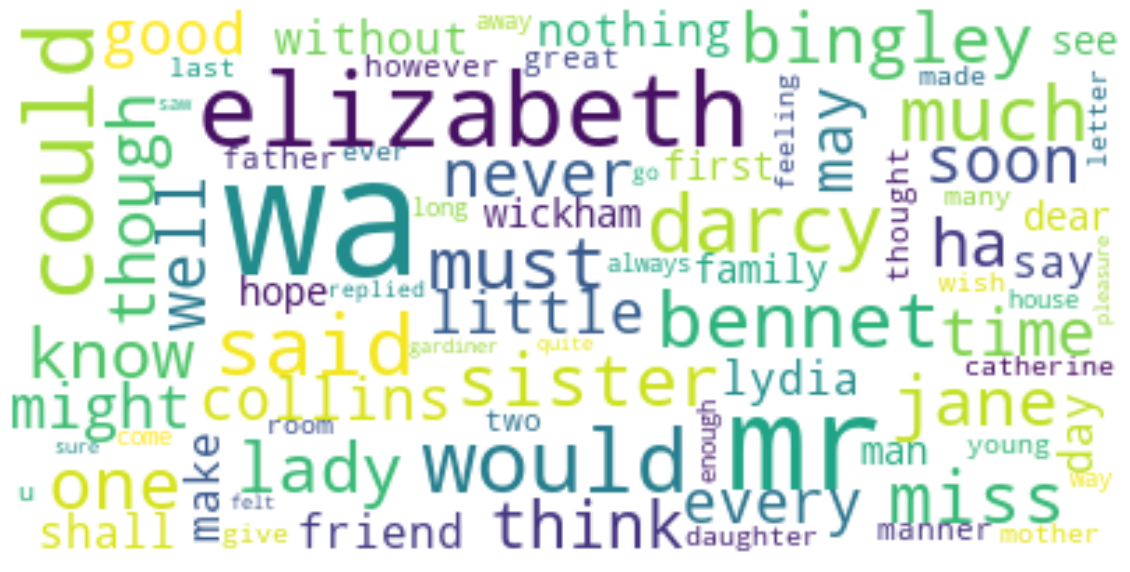 could
good
without
away
nothing
bingley
see
last
however
great
made
letter
though
saw
elizabeth
feeling
may
much
father
ever
never
go
first
thought
soon
well
wa
long
wickham
darcy
many
dear
ha
say
must
always
family
wish
pleasure
hope
replied
little
bennet
house
time
know
said
gardiner
quite
catherine
might
collins
sister
lydia
jane
day
sure
come
room
two
enough
mr
man
young
u
one
make
lady
would
every
miss
way
felt
shall
give
friend
think
daughter
manner
mother